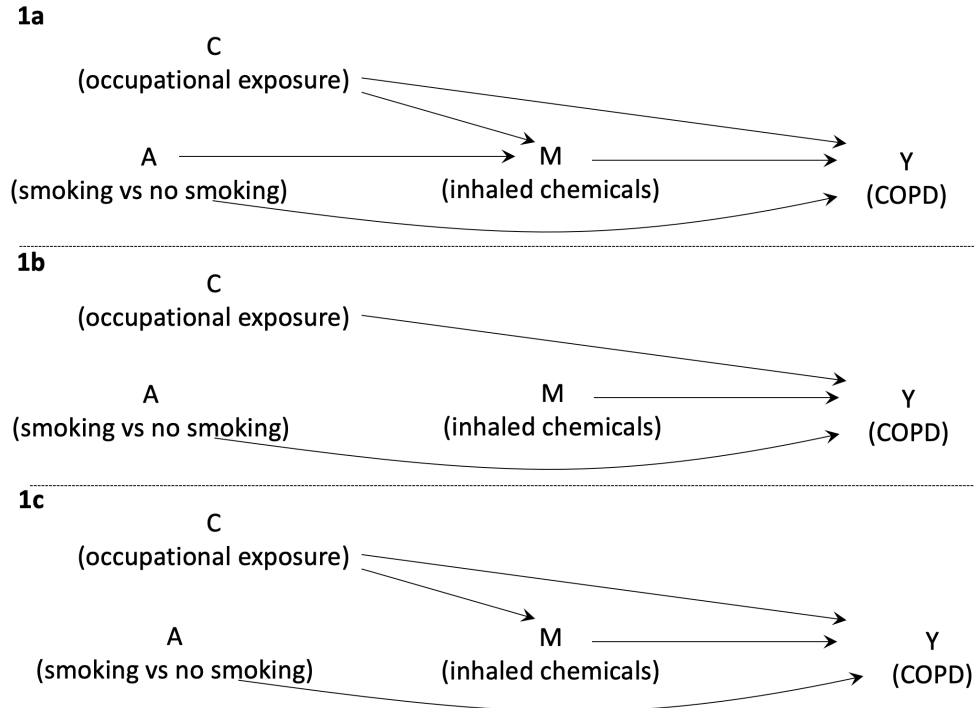 1a
C
(occupational exposure)
A
M
Y
(smoking vs no smoking)
(inhaled chemicals)
(COPD)
1b
C
(occupational exposure)
A
M
Y
(smoking vs no smoking)
(inhaled chemicals)
(COPD)
1c
C
(occupational exposure)
A
M
Y
(smoking vs no smoking)
(inhaled chemicals)
(COPD)